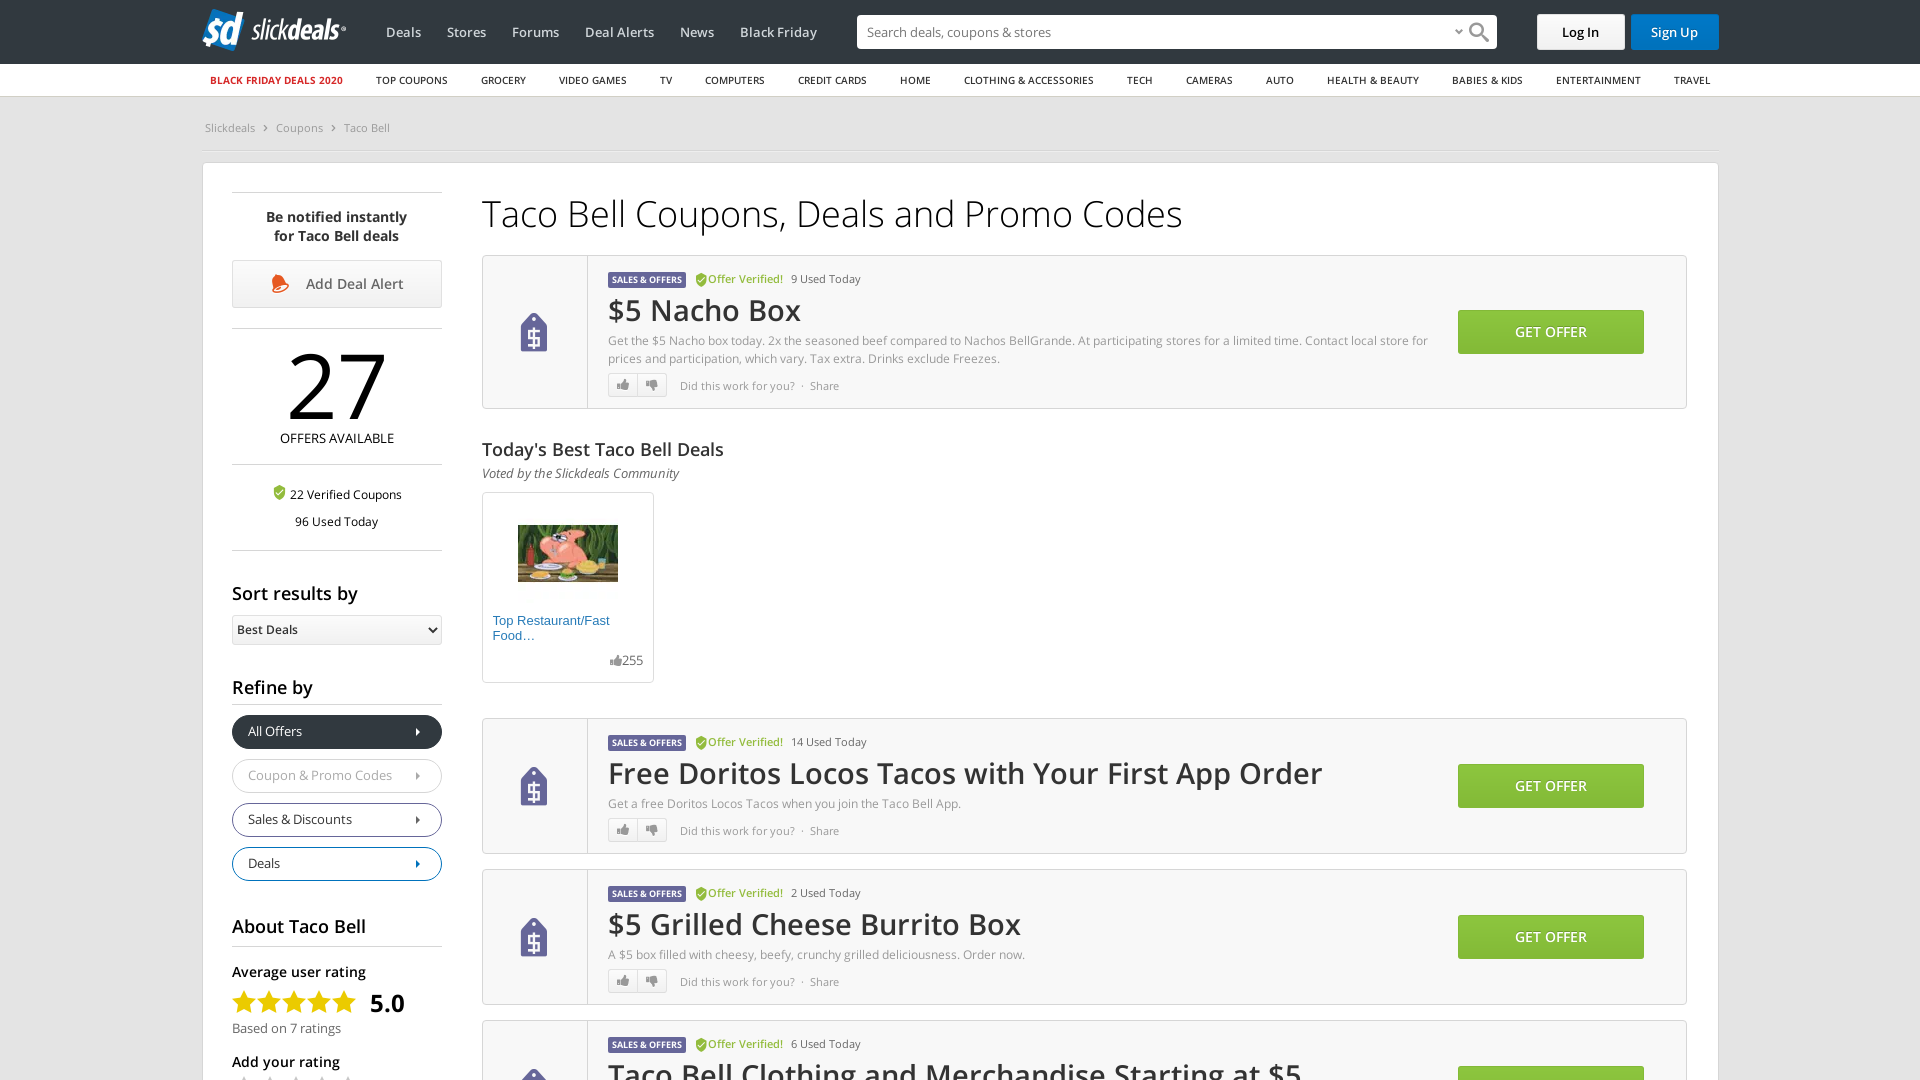 sd slickdeals
Deals
Stores
Forums
Deal Alerts
News
Black Friday
Search deals, coupons & stores
Log In
Sign Up
BLACK FRIDAY DEALS 2020
TOP COUPONS
GROCERY
VIDEO GAMES
TV
COMPUTERS
CREDIT CARDS
HOME
CLOTHING & ACCESSORIES
TECH
CAMERAS
AUTO
HEALTH & BEAUTY
BABIES & KIDS
ENTERTAINMENT
TRAVEL
Slickdeals › Coupons › Taco Bell
Be notified instantly
for Taco Bell deals
Add Deal Alert
27
OFFERS AVAILABLE
22 Verified Coupons
96 Used Today
Sort results by
Best Deals
Refine by
All Offers
Coupon & Promo Codes
Sales & Discounts
Deals
About Taco Bell
Average user rating
5.0
Based on 7 ratings
Add your rating
Taco Bell Coupons, Deals and Promo Codes
SALES & OFFERS Offer Verified! 9 Used Today
$5 Nacho Box
Get the $5 Nacho box today. 2x the seasoned beef compared to Nachos BellGrande. At participating stores for a limited time. Contact local store for
prices and participation, which vary. Tax extra. Drinks exclude Freezes.
Did this work for you? · Share
GET OFFER
Today's Best Taco Bell Deals
Voted by the Slickdeals Community
Top Restaurant/Fast
Food…
255
SALES & OFFERS Offer Verified! 14 Used Today
Free Doritos Locos Tacos with Your First App Order
Get a free Doritos Locos Tacos when you join the Taco Bell App.
Did this work for you? · Share
GET OFFER
SALES & OFFERS Offer Verified! 2 Used Today
$5 Grilled Cheese Burrito Box
A $5 box filled with cheesy, beefy, crunchy grilled deliciousness. Order now.
Did this work for you? · Share
GET OFFER
SALES & OFFERS Offer Verified! 6 Used Today
Taco Bell Clothing and Merchandise Starting at $5